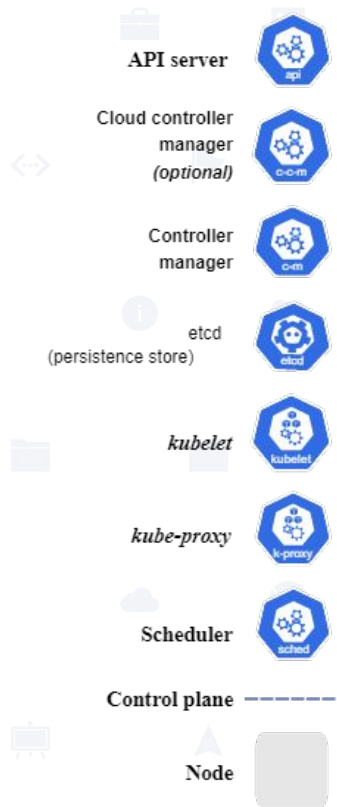 API server
api
Cloud controller
manager
(optional)
c-c-m
Controller
manager
c-m
etcd
(persistence store)
etcd
kubelet
kubelet
kube-proxy
k-proxy
Scheduler
sched
Control plane
Node